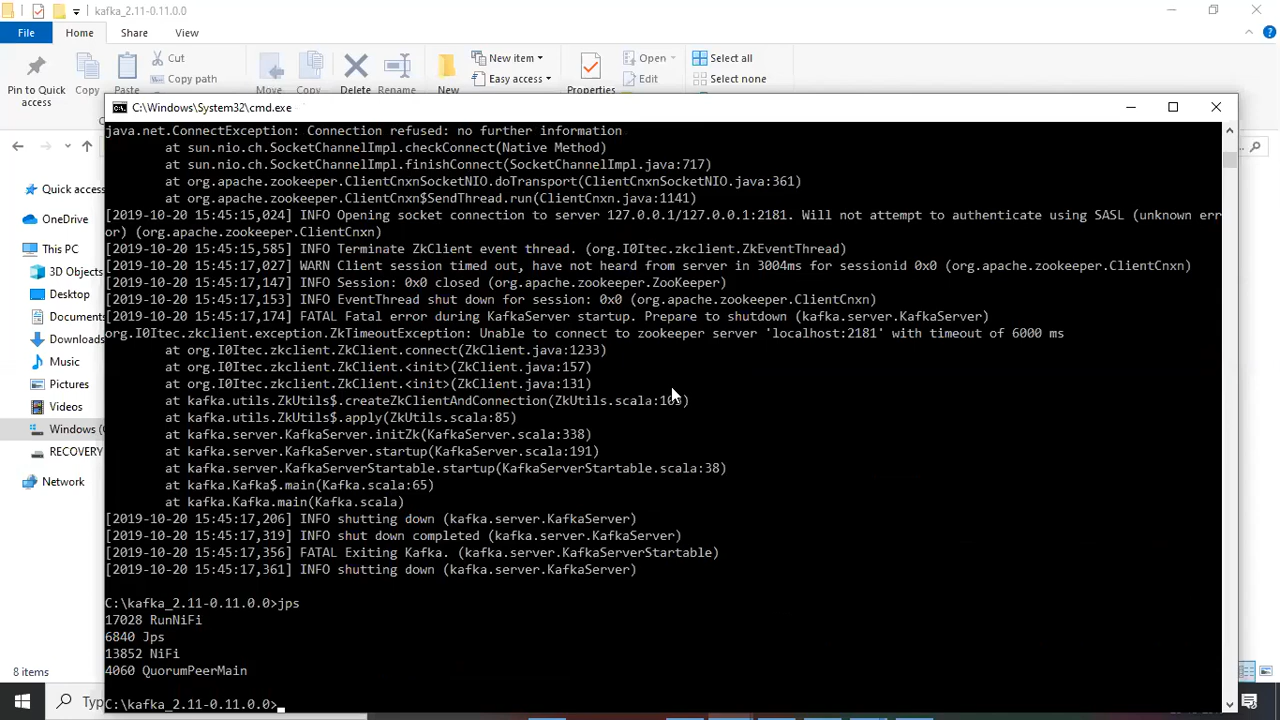 kafka_2.11-0.11.0.0
File Home Share View
Cut
Copy path
New item
Easy access
Open
Edit
Select all
Select none
Pin to Quick access
Copy
Delete
Properties
C:\Windows\System32\cmd.exe
Quick access
OneDrive
This PC
3D Objects
Desktop
Documents
Downloads
Music
Pictures
Videos
Windows (
RECOVERY
Network
8 items
java.net.ConnectException: Connection refused: no further information
at sun.nio.ch.SocketChannelImpl.checkConnect(Native Method)
at sun.nio.ch.SocketChannelImpl.finishConnect(SocketChannelImpl.java:717)
at org.apache.zookeeper.ClientCnxnSocketNIO.doTransport(ClientCnxnSocketNIO.java:361)
at org.apache.zookeeper.ClientCnxn$SendThread.run(ClientCnxn.java:1141)
[2019-10-20 15:45:15,024] INFO Opening socket connection to server 127.0.0.1/127.0.0.1:2181. Will not attempt to authenticate using SASL (unknown err
or) (org.apache.zookeeper.ClientCnxn)
[2019-10-20 15:45:15,585] INFO Terminate ZkClient event thread. (org.I0Itec.zkclient.ZkEventThread)
[2019-10-20 15:45:17,027] WARN Client session timed out, have not heard from server in 3004ms for sessionid 0x0 (org.apache.zookeeper.ClientCnxn)
[2019-10-20 15:45:17,147] INFO Session: 0x0 closed (org.apache.zookeeper.ZooKeeper)
[2019-10-20 15:45:17,153] INFO EventThread shut down for session: 0x0 (org.apache.zookeeper.ClientCnxn)
[2019-10-20 15:45:17,174] FATAL Fatal error during KafkaServer startup. Prepare to shutdown (kafka.server.KafkaServer)
org.I0Itec.zkclient.exception.ZkTimeoutException: Unable to connect to zookeeper server 'localhost:2181' with timeout of 6000 ms
at org.I0Itec.zkclient.ZkClient.connect(ZkClient.java:1233)
at org.I0Itec.zkclient.ZkClient.<init>(ZkClient.java:157)
at org.I0Itec.zkclient.ZkClient.<init>(ZkClient.java:131)
at kafka.utils.ZkUtils$.createZkClientAndConnection(ZkUtils.scala:10
at kafka.utils.ZkUtils$.apply(ZkUtils.scala:85)
at kafka.server.KafkaServer.initZk(KafkaServer.scala:338)
at kafka.server.KafkaServer.startup(KafkaServer.scala:191)
at kafka.server.KafkaServerStartable.startup(KafkaServerStartable.scala:38)
at kafka.Kafka$.main(Kafka.scala:65)
at kafka.Kafka.main(Kafka.scala)
[2019-10-20 15:45:17,206] INFO shutting down (kafka.server.KafkaServer)
[2019-10-20 15:45:17,319] INFO shut down completed (kafka.server.KafkaServer)
[2019-10-20 15:45:17,356] FATAL Exiting Kafka. (kafka.server.KafkaServerStartable)
[2019-10-20 15:45:17,361] INFO shutting down (kafka.server.KafkaServer)
C:\kafka_2.11-0.11.0.0>jps
17028 RunNiFi
6840 Jps
13852 NiFi
4060 QuorumPeerMain
C:\kafka_2.11-0.11.0.0>
Typ